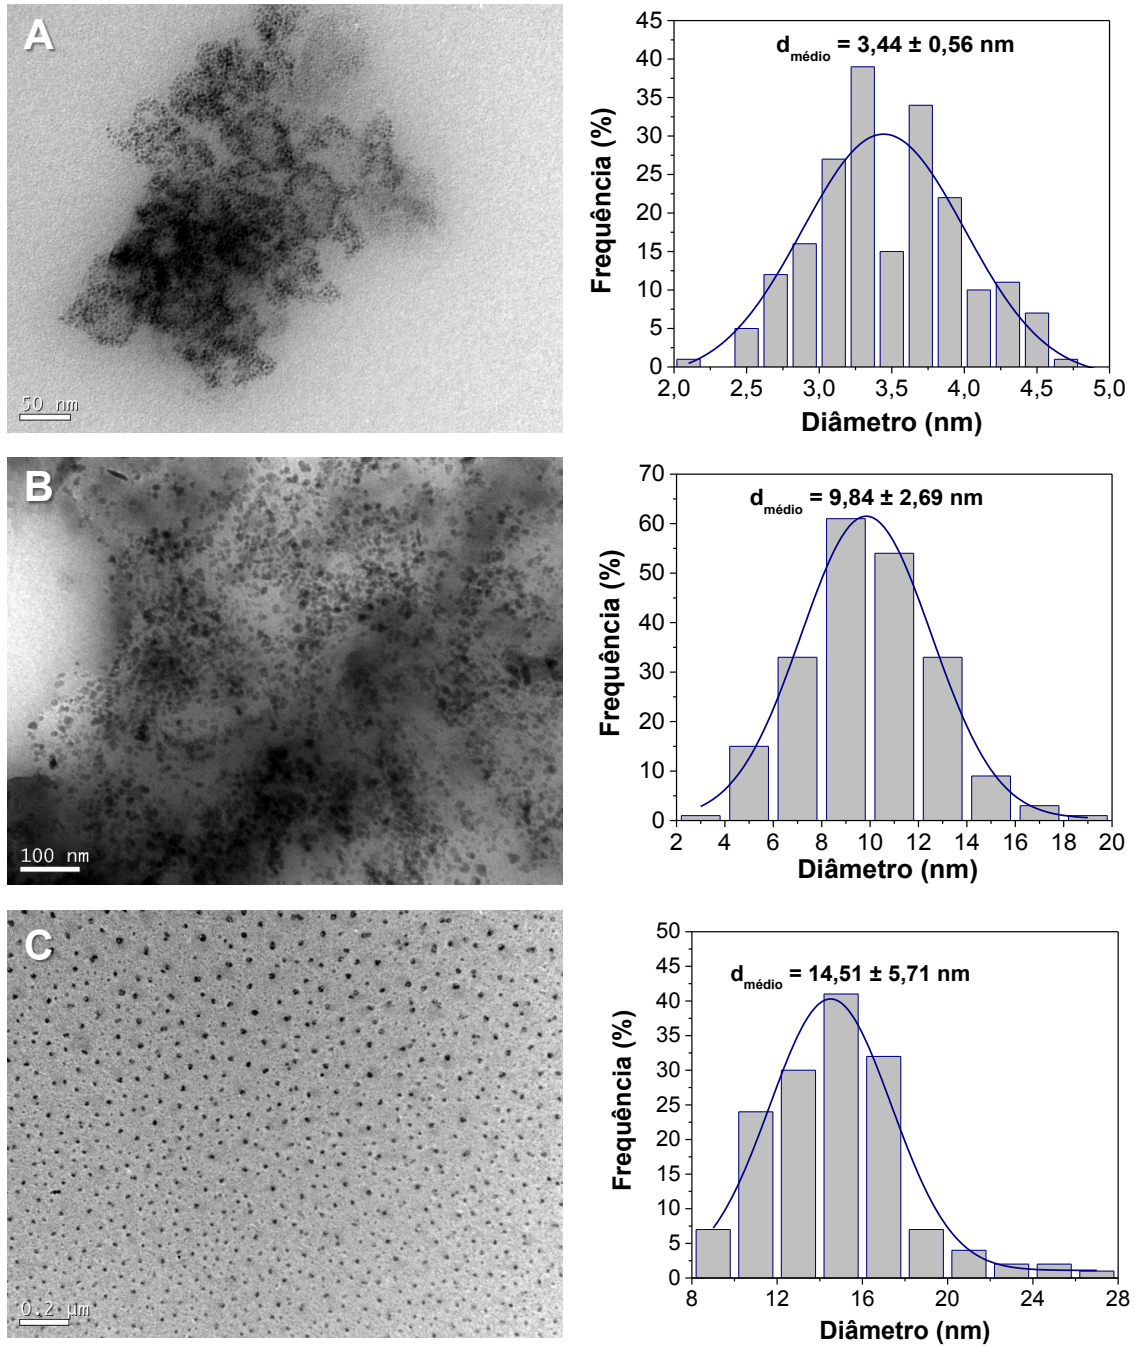 A
50 nm
d médio = 3,44 ± 0,56 nm
Frequência (%)
45
40
35
30
25
20
15
10
5
0
2,0 2,5 3,0 3,5 4,0 4,5 5,0
Diâmetro (nm)
B
100 nm
d médio = 9,84 ± 2,69 nm
Frequência (%)
70
60
50
40
30
20
10
0
2 4 6 8 10 12 14 16 18 20
Diâmetro (nm)
C
0.2 µm
d médio = 14,51 ± 5,71 nm
Frequência (%)
50
45
40
35
30
25
20
15
10
5
0
8 12 16 20 24 28
Diâmetro (nm)